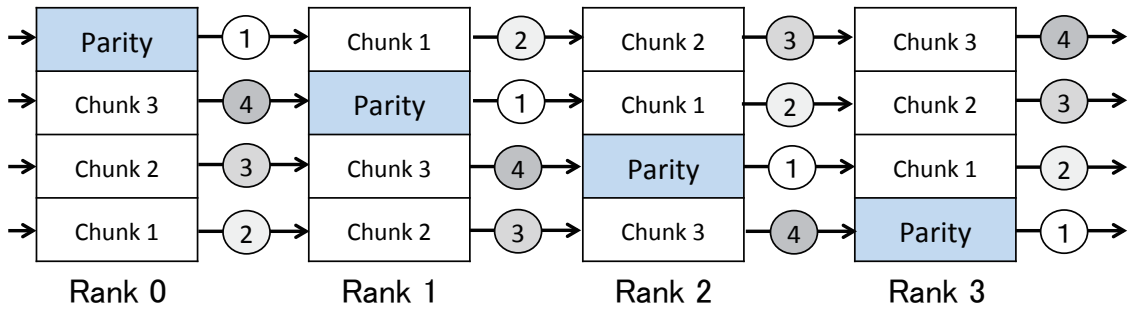 Parity 1 Chunk 1 2 Chunk 2 3 Chunk 3 4
Chunk 3 4 Parity 1 Chunk 1 2 Chunk 2 3
Chunk 2 3 Chunk 3 4 Parity 1 Chunk 1 2
Chunk 1 2 Chunk 2 3 Chunk 3 4 Parity 1
Rank 0 Rank 1 Rank 2 Rank 3